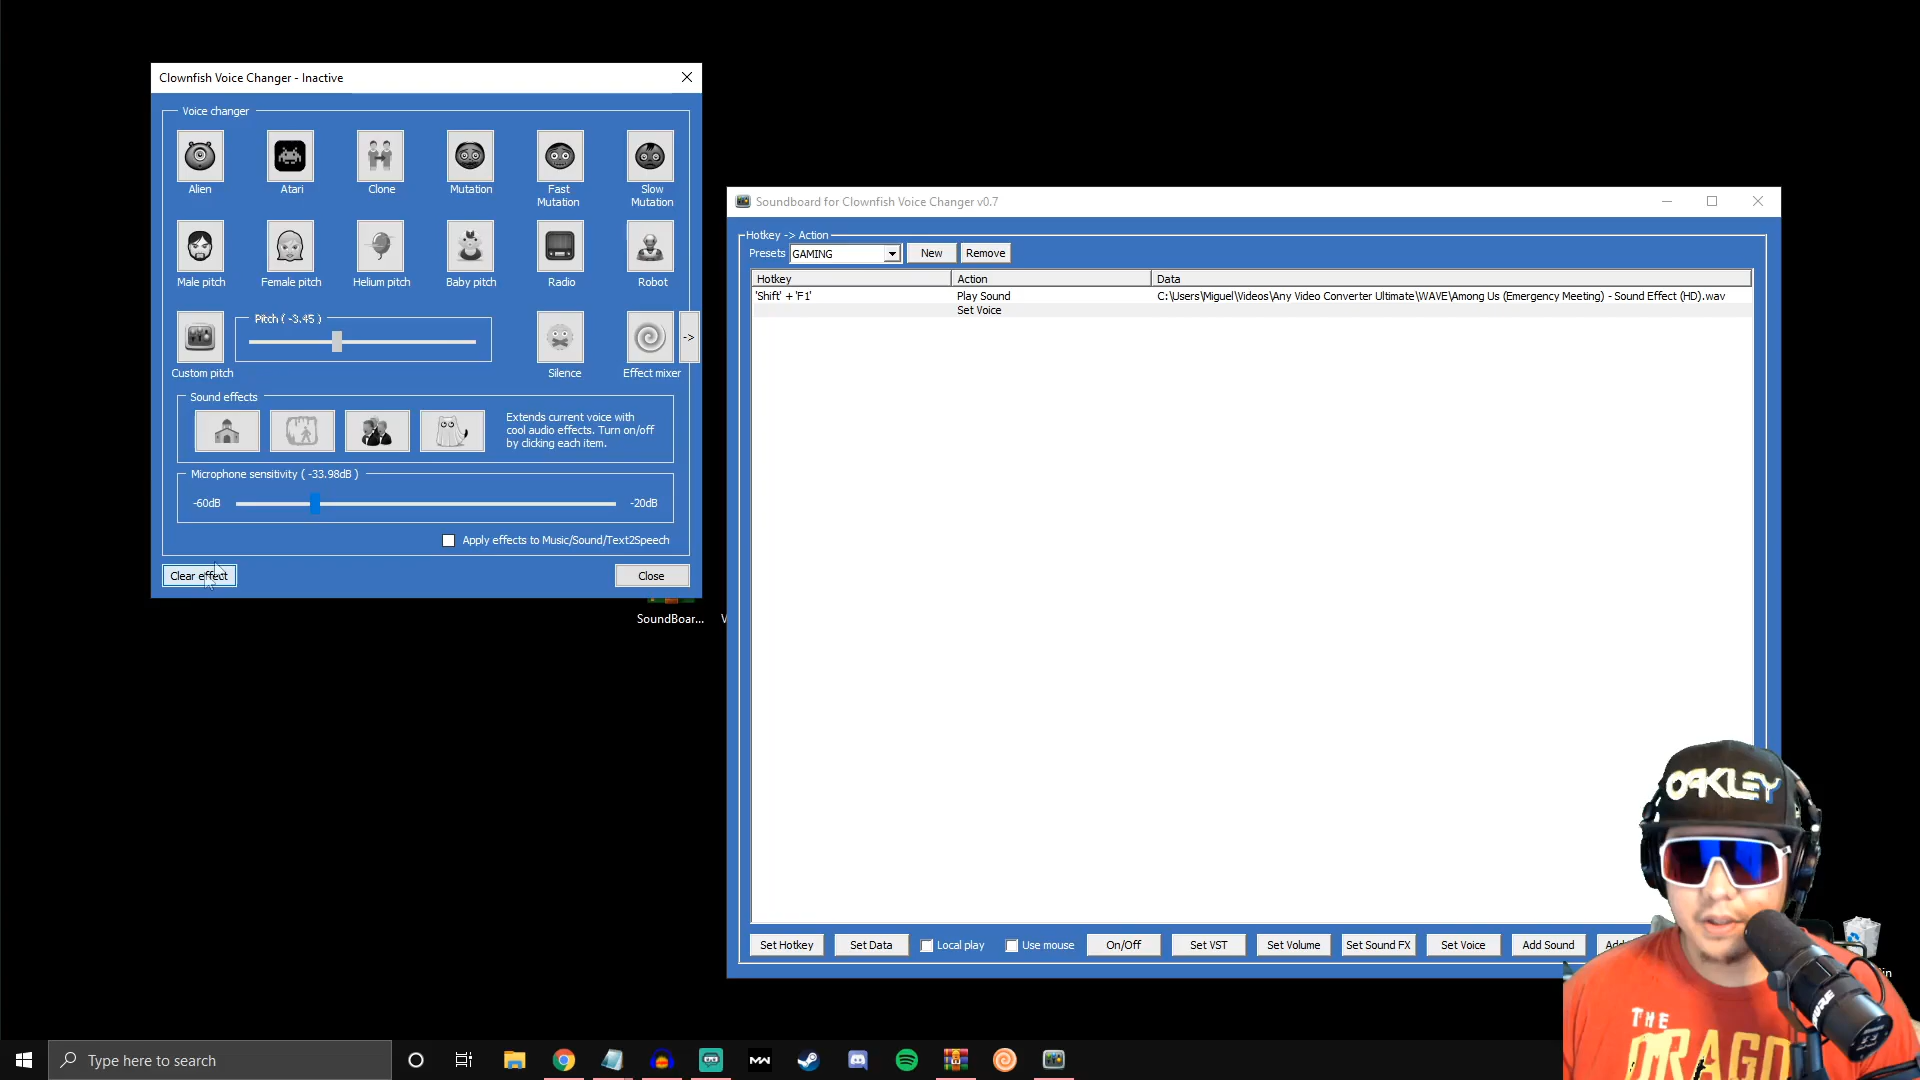 Clownfish Voice Changer - Inactive
Voice changer
Alien
Atari
Clone
Mutation
Fast
Mutation
Slow
Mutation
Male pitch
Female pitch
Helium pitch
Baby pitch
Radio
Robot
Pitch ( -3.45 )
Custom pitch
Silence
Effect mixer
->
Sound effects
Extends current voice with
cool audio effects. Turn on/off
by clicking each item.
Microphone sensitivity ( -33.98dB )
-60dB
-20dB
Apply effects to Music/Sound/Text2Speech
Clear effect
Close
SoundBoar...
Soundboard for Clownfish Voice Changer v0.7
Hotkey -> Action
Presets
GAMING
New
Remove
Hotkey
Action
Data
'Shift' + 'F1'
Play Sound
C:\Users\Miguel\Videos\Any Video Converter Ultimate\WAVE\Among Us (Emergency Meeting) - Sound Effect (HD).wav
Set Voice
Set Hotkey
Set Data
Local play
Use mouse
On/Off
Set VST
Set Volume
Set Sound FX
Set Voice
Add Sound
OAKLEY
THE
DRAGO
Type here to search
MW